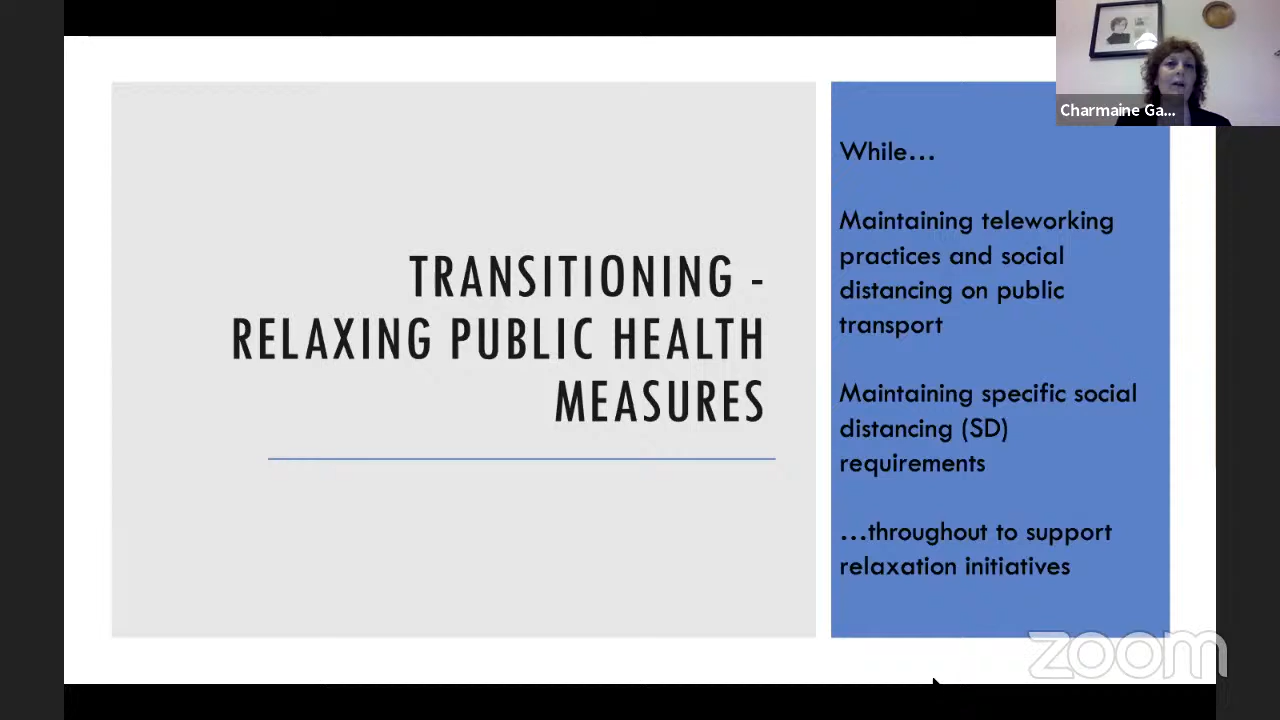 Charmaine Ga...
While...
Maintaining teleworking
practices and social
distancing on public
transport
TRANSITIONING -
RELAXING PUBLIC HEALTH
MEASURES
Maintaining specific social
distancing (SD)
requirements
...throughout to support
relaxation initiatives
zoom